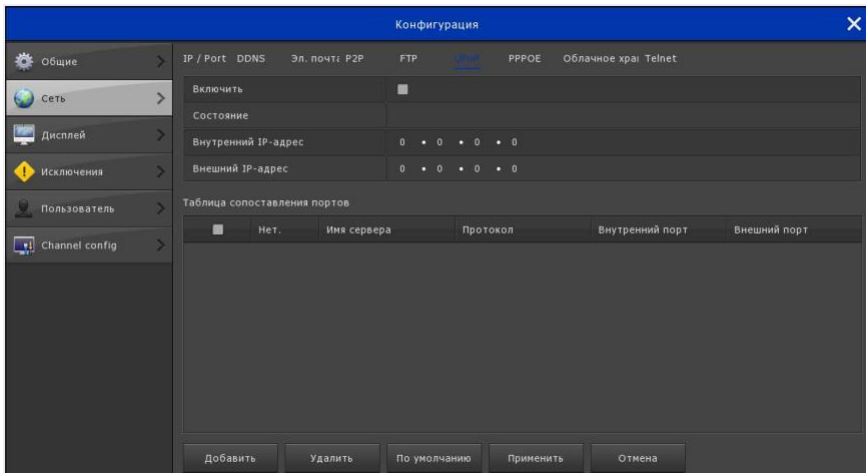 Конфигурация
Общие
Сеть
Дисплей
Исключения
Пользователь
Channel config
IP / Port DDNS Эл. почта P2P FTP UPnP PPPOE Облачное хра Telnet
Включить
Состояние
Внутренний IP-адрес 0 • 0 • 0 • 0
Внешний IP-адрес 0 • 0 • 0 • 0
Таблица сопоставления портов
Нет. Имя сервера Протокол Внутренний порт Внешний порт
Добавить Удалить По умолчанию Применить Отмена